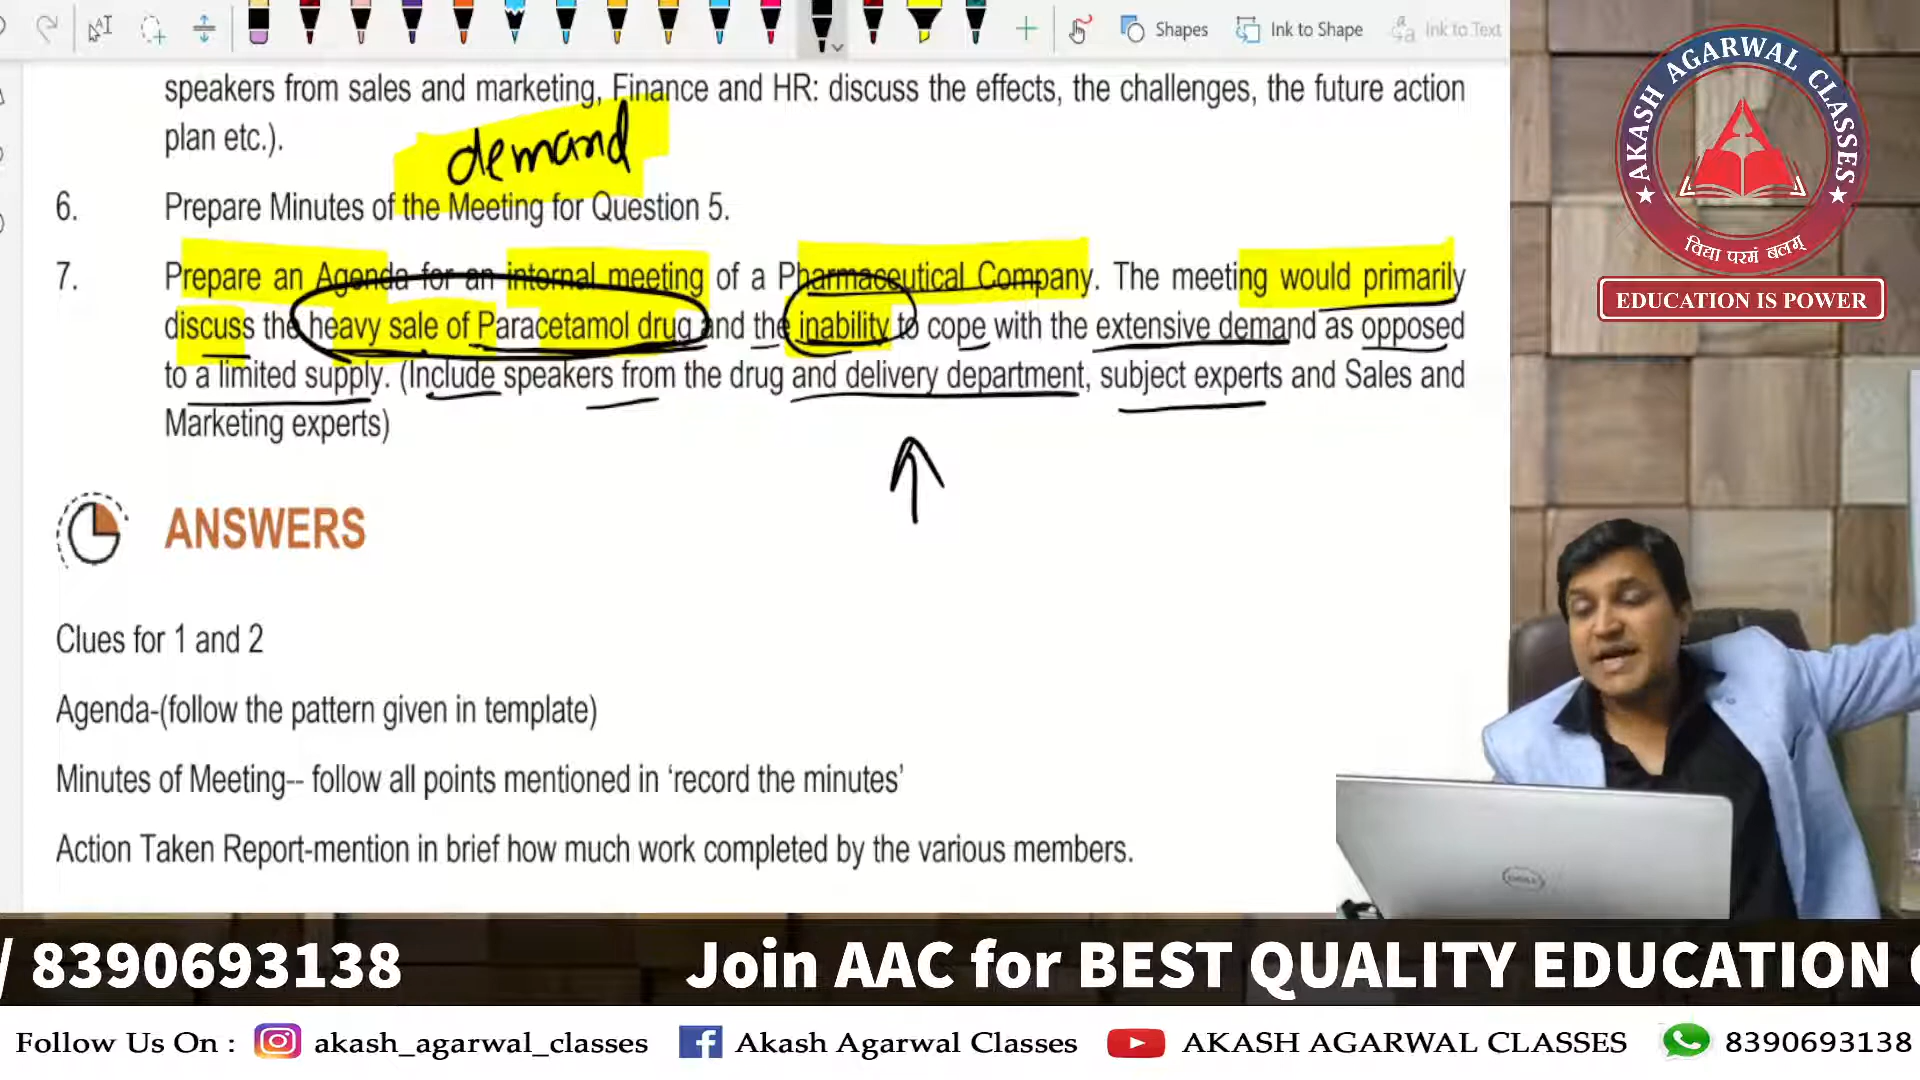 Shapes
Ink to Shape
Ink to Text
speakers from sales and marketing, Finance and HR: discuss the effects, the challenges, the future action
plan etc.).
demand
6. Prepare Minutes of the Meeting for Question 5.
7. Prepare an Agenda for an internal meeting of a Pharmaceutical Company. The meeting would primarily
discuss the heavy sale of Paracetamol drug and the inability to cope with the extensive demand as opposed
to a limited supply. (Include speakers from the drug and delivery department, subject experts and Sales and
Marketing experts)
ANSWERS
Clues for 1 and 2
Agenda-(follow the pattern given in template)
Minutes of Meeting-- follow all points mentioned in ‘record the minutes’
Action Taken Report-mention in brief how much work completed by the various members.
AKASH AGARWAL CLASSES
विद्या परमं बलम्
EDUCATION IS POWER
DELL
/ 8390693138 Join AAC for BEST QUALITY EDUCATION
Follow Us On : akash_agarwal_classes Akash Agarwal Classes AKASH AGARWAL CLASSES 8390693138